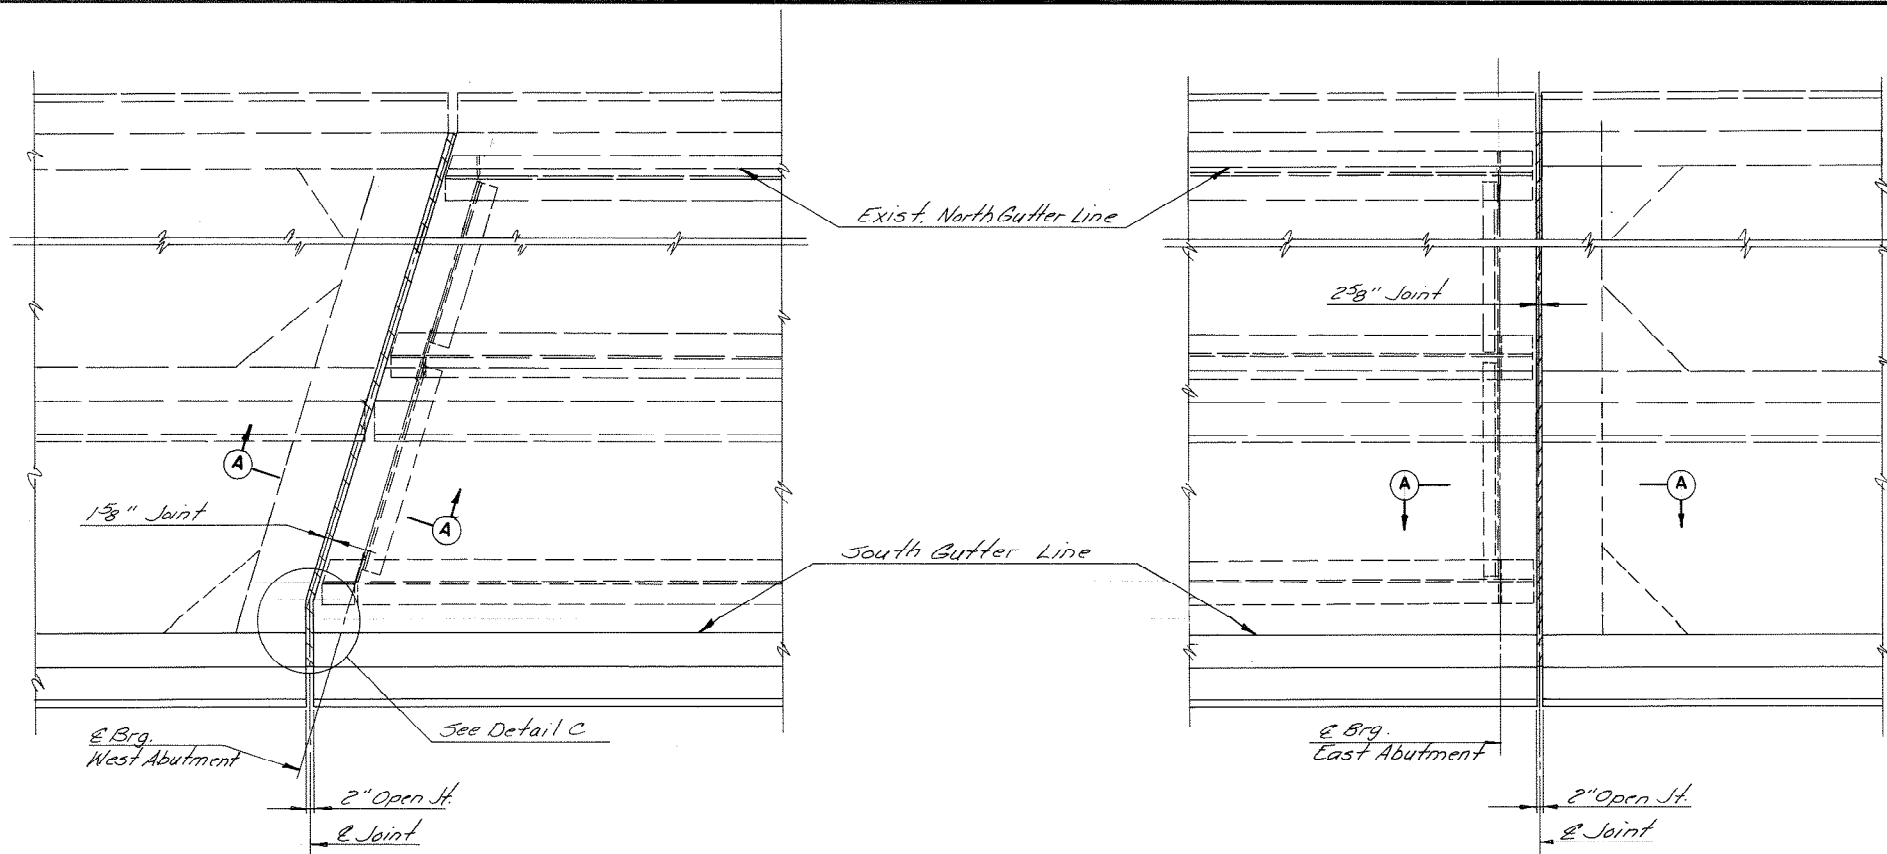 Exist. North Gutter Line
2 5/8" Joint
A
A
A
A
1 5/8" Joint
South Gutter Line
℄ Brg.
West Abutment
See Detail C
℄ Brg.
East Abutment
2" Open Jt.
℄ Joint
2" Open Jt.
℄ Joint